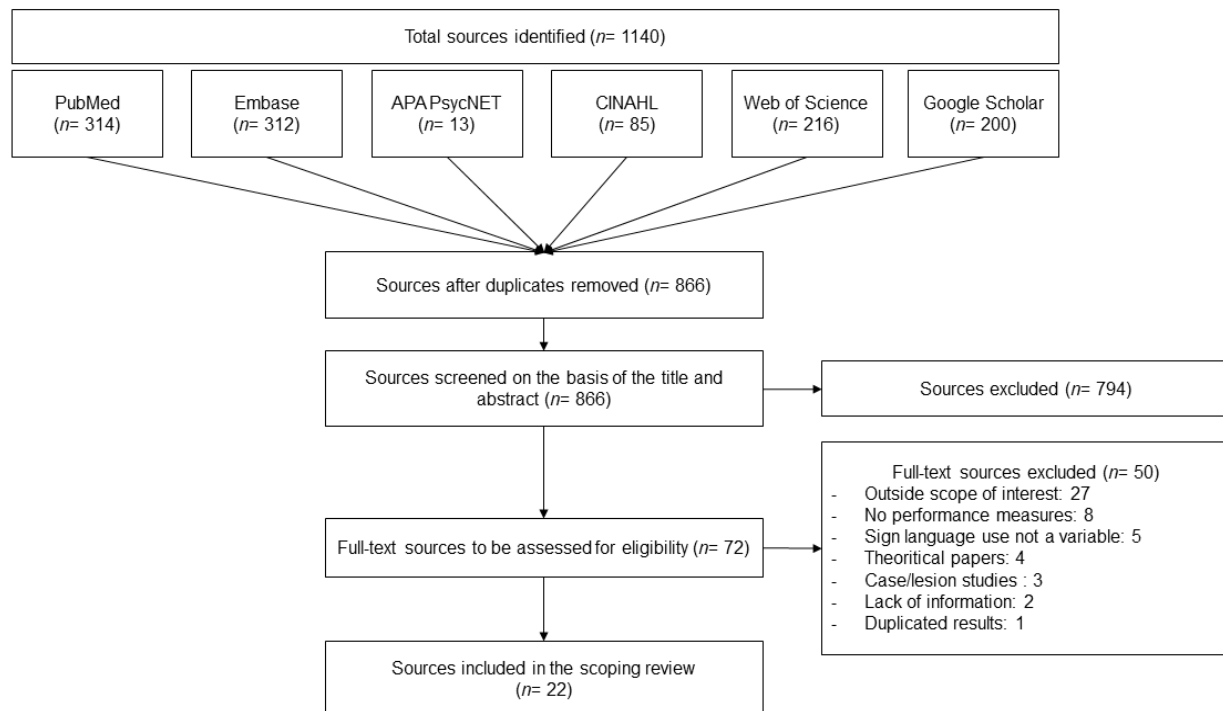 Total sources identified (n= 1140)
PubMed
(n= 314)
Embase
(n= 312)
APA PsycNET
(n= 13)
CINAHL
(n= 85)
Web of Science
(n= 216)
Google Scholar
(n= 200)
Sources after duplicates removed (n= 866)
Sources screened on the basis of the title and
abstract (n= 866)
Sources excluded (n= 794)
Full-text sources to be assessed for eligibility (n= 72)
Full-text sources excluded (n= 50)
- Outside scope of interest: 27
- No performance measures: 8
- Sign language use not a variable: 5
- Theoritical papers: 4
- Case/lesion studies : 3
- Lack of information: 2
- Duplicated results: 1
Sources included in the scoping review
(n= 22)